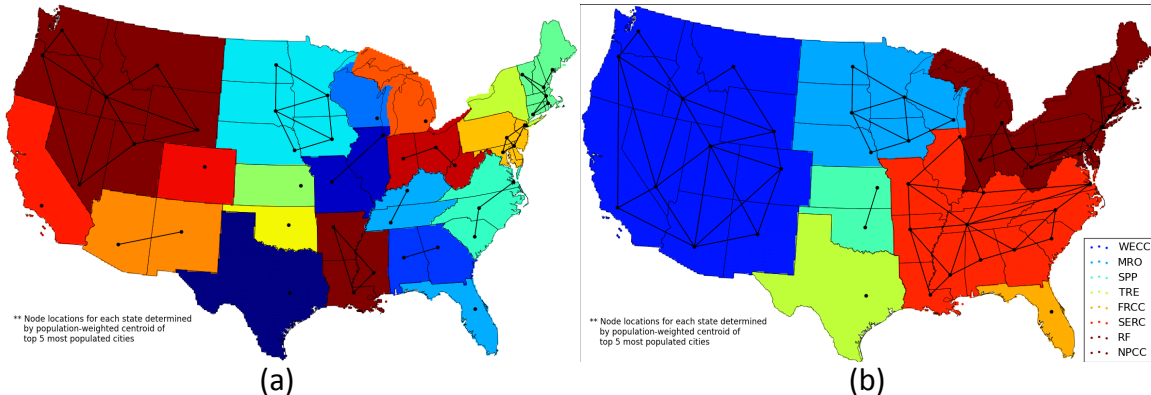 ** Node locations for each state determined
by population-weighted centroid of
top 5 most populated cities
(a)
** Node locations for each state determined
by population-weighted centroid of
top 5 most populated cities
WECC
MRO
SPP
TRE
FRCC
SERC
RF
NPCC
(b)